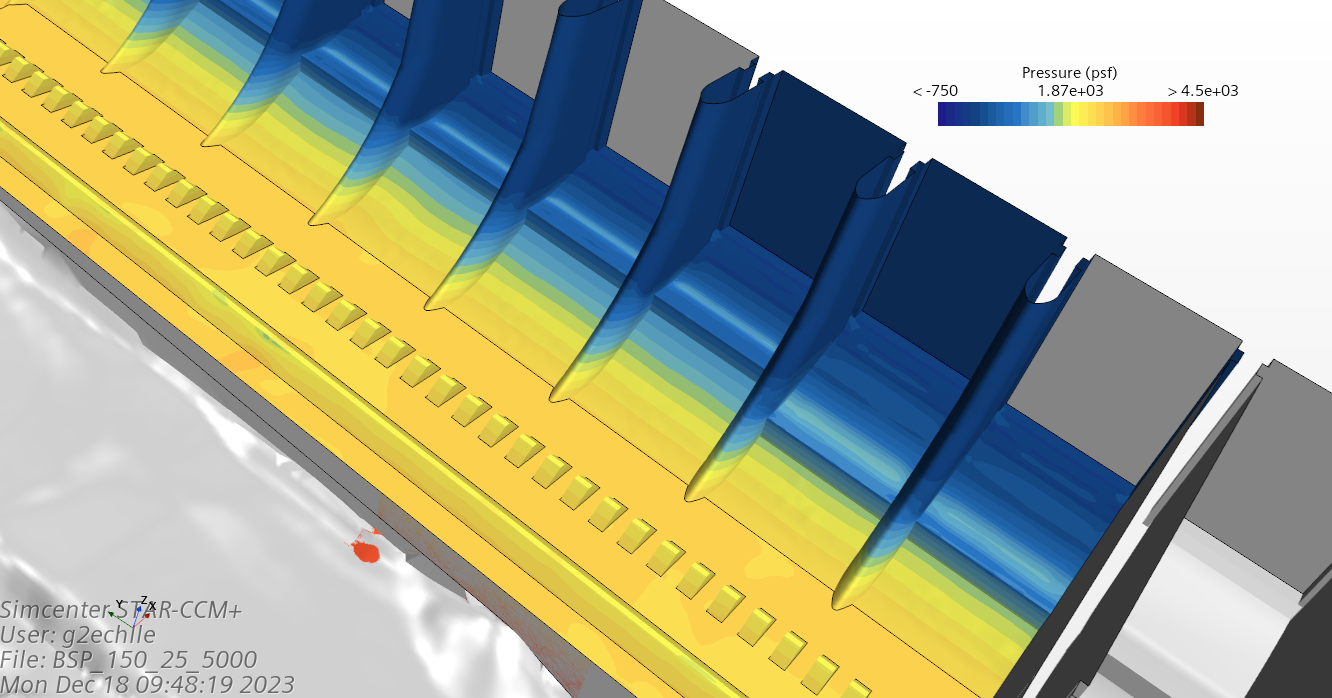 Pressure (psf)
< -750 1.87e+03 > 4.5e+03
Z
Y X
Simcenter STAR-CCM+
User: g2echlle
File: BSP_150_25_5000
Mon Dec 18 09:48:19 2023